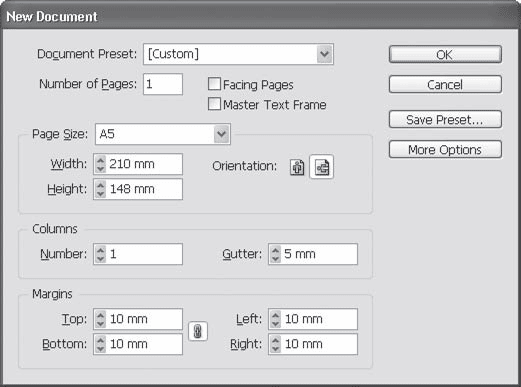 New Document
Document Preset: [Custom]
OK
Number of Pages: 1
Facing Pages
Cancel
Master Text Frame
Save Preset...
Page Size: A5
More Options
Width: 210 mm
Orientation:
Height: 148 mm
Columns
Number: 1
Gutter: 5 mm
Margins
Top: 10 mm
Left: 10 mm
Bottom: 10 mm
Right: 10 mm